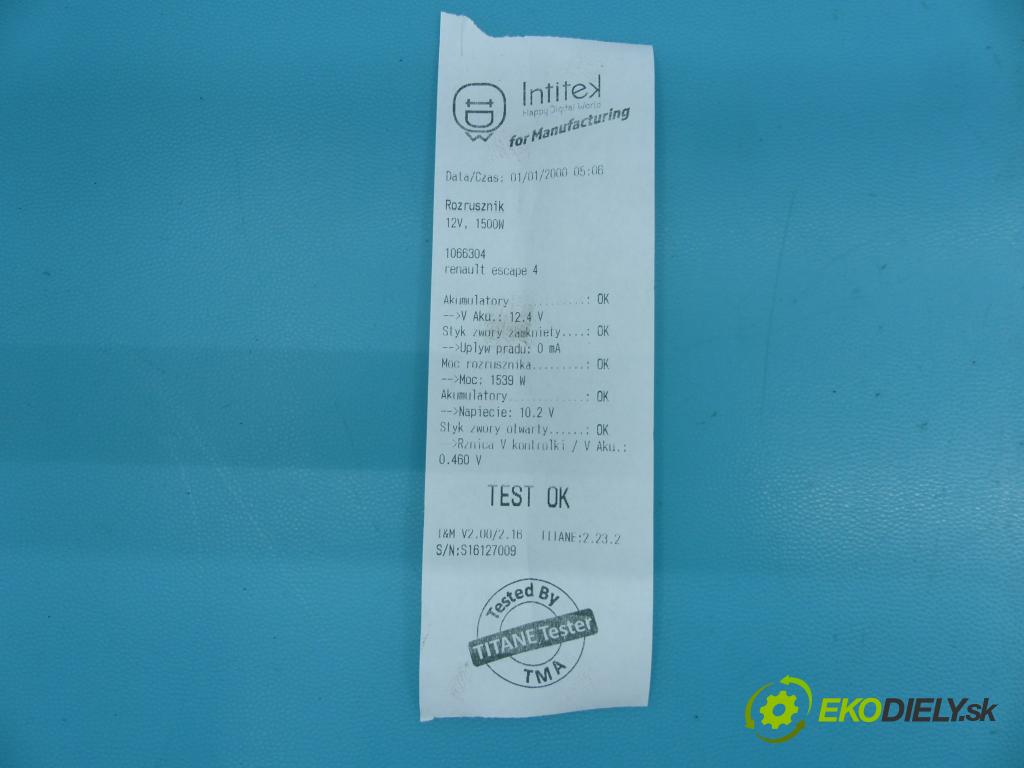 Intitek
Happy Digital World
for Manufacturing
Data/Czas: 01/01/2000 05:06
Rozrusznik
12V, 1500W
1066304
renault escape 4
Akumulatory............: OK
-->V Aku.: 12.4 V
Styk zwory zamkniety....: OK
-->Uplyw pradu: 0 mA
Moc rozrusznika.........: OK
-->Moc: 1539 W
Akumulatory............: OK
-->Napiecie: 10.2 V
Styk zwory otwarty......: OK
-->Rznica V kontrolki / V Aku.:
0.460 V
TEST OK
T&M V2.00/2.16 TITANE:2.23.2
S/N:S16127009
Tested By
TITANE Tester
TMA
EKODIELY.sk